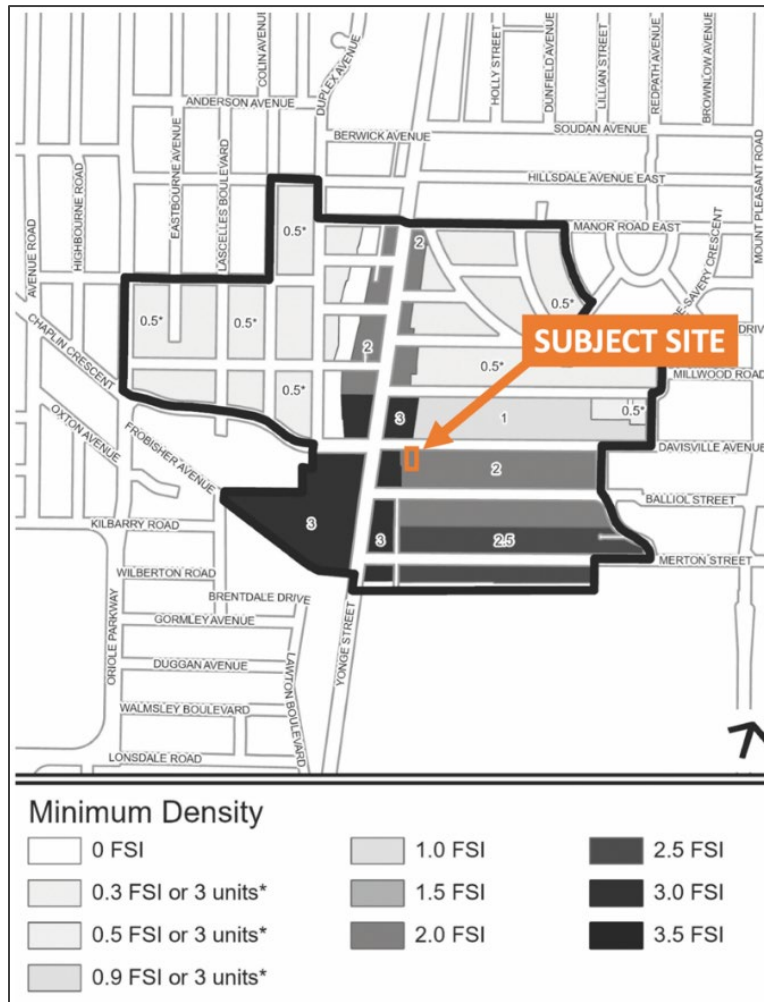 COLIN AVENUE
DUPLEX AVENUE
HOLLY STREET
DUNFIELD AVENUE
LILLIAN STREET
REDPATH AVENUE
BROWNLOW AVENUE
ANDERSON AVENUE
BERWICK AVENUE
SOUDAN AVENUE
HILLSDALE AVENUE EAST
AVENUE ROAD
HIGHBOURNE ROAD
EASTBOURNE AVENUE
LASCELLES BOULEVARD
MOUNT PLEASANT ROAD
MANOR ROAD EAST
0.5*
2
0.5*
-SAVERY CRESCENT
0.5*
0.5*
SUBJECT SITE
DRIVE
CHAPLIN CRESCENT
2
0.5*
MILLWOOD ROAD
0.5*
OXTON AVENUE
3
1
0.5*
FROBISHER AVENUE
DAVISVILLE AVENUE
2
BALLIOL STREET
KILBARRY ROAD
3
3
2.5
MERTON STREET
WILBERTON ROAD
BRENTDALE DRIVE
GORMLEY AVENUE
ORIOLE PARKWAY
DUGGAN AVENUE
LAWTON BOULEVARD
YONGE STREET
WALMSLEY BOULEVARD
LONSDALE ROAD
Minimum Density
0 FSI
0.3 FSI or 3 units*
0.5 FSI or 3 units*
0.9 FSI or 3 units*
1.0 FSI
1.5 FSI
2.0 FSI
2.5 FSI
3.0 FSI
3.5 FSI